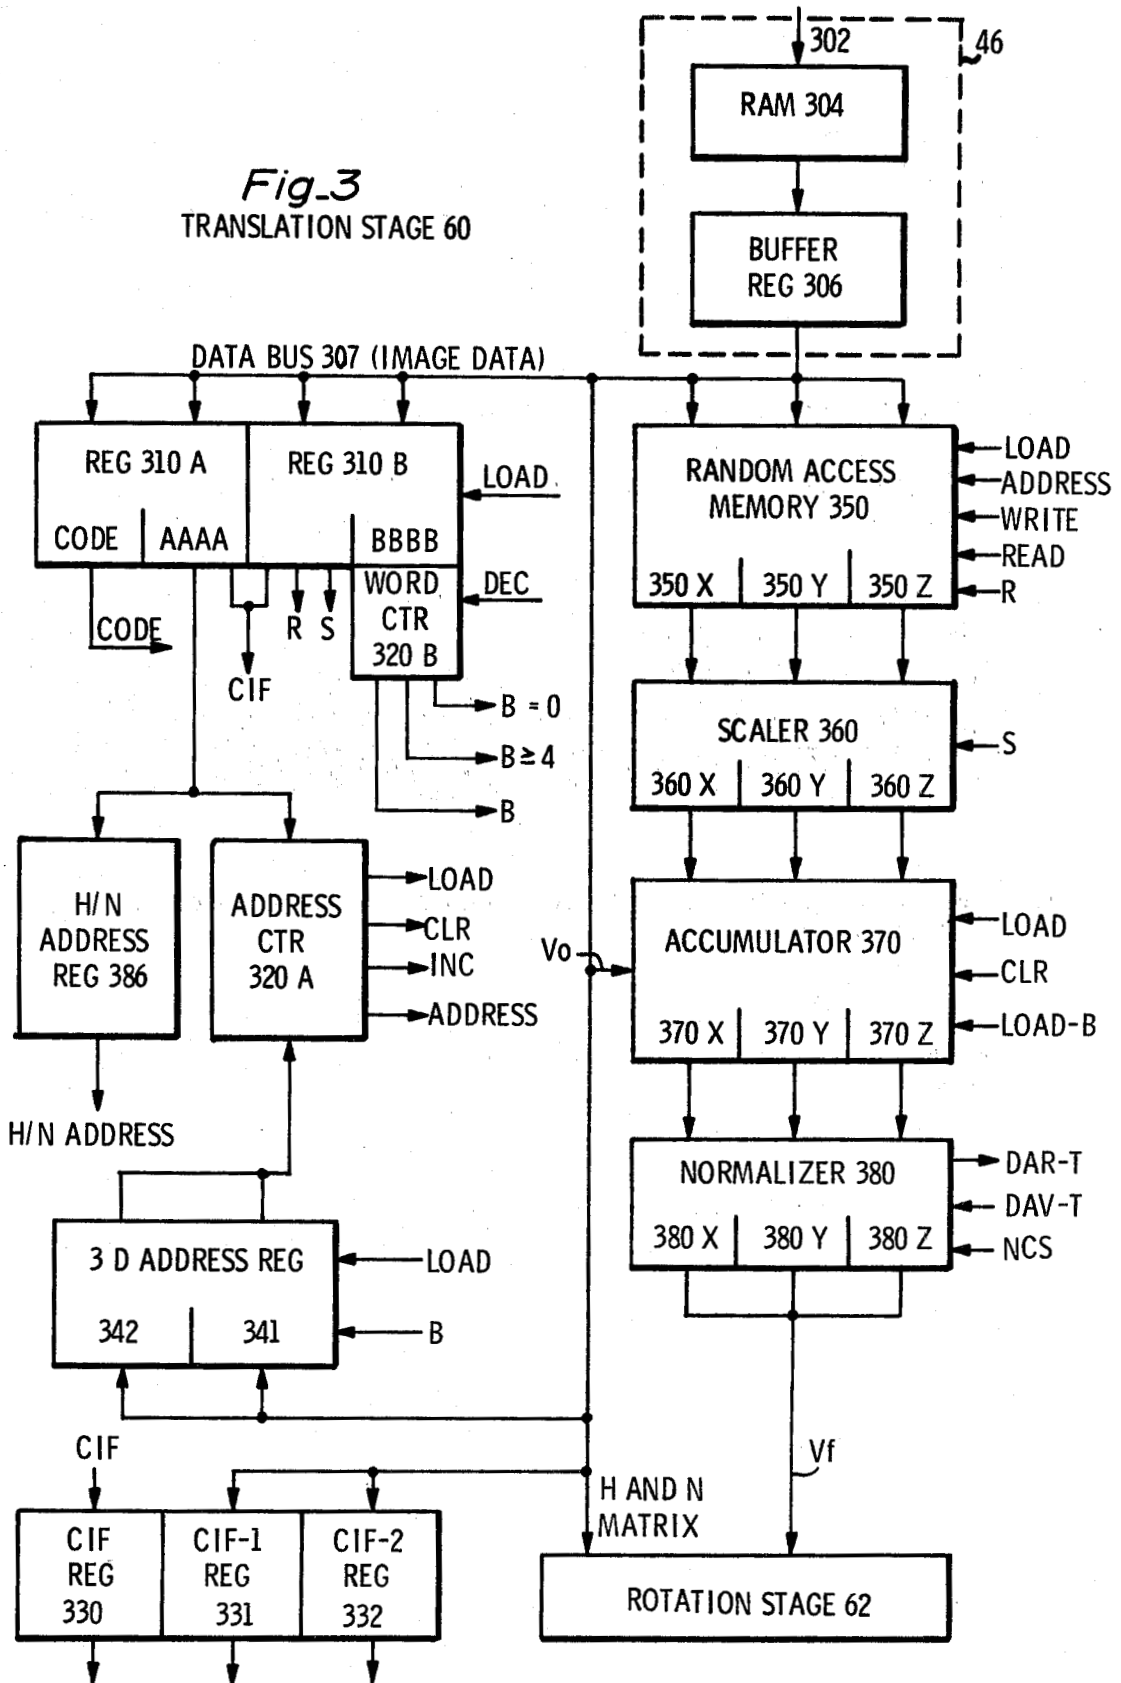 302
46
RAM 304
Fig_3
TRANSLATION STAGE 60
BUFFER
REG 306
DATA BUS 307 (IMAGE DATA)
REG 310 A
REG 310 B
CODE
AAAA
BBBB
LOAD
WORD
CTR
320 B
DEC
CODE
CIF
R
S
B = 0
B ≥ 4
B
RANDOM ACCESS
MEMORY 350
350 X
350 Y
350 Z
LOAD
ADDRESS
WRITE
READ
R
SCALER 360
360 X
360 Y
360 Z
S
H/N
ADDRESS
REG 386
ADDRESS
CTR
320 A
LOAD
CLR
INC
ADDRESS
Vo
ACCUMULATOR 370
370 X
370 Y
370 Z
LOAD
CLR
LOAD-B
H/N ADDRESS
NORMALIZER 380
380 X
380 Y
380 Z
DAR-T
DAV-T
NCS
3 D ADDRESS REG
342
341
LOAD
B
CIF
Vf
H AND N
MATRIX
CIF
REG
330
CIF-1
REG
331
CIF-2
REG
332
ROTATION STAGE 62